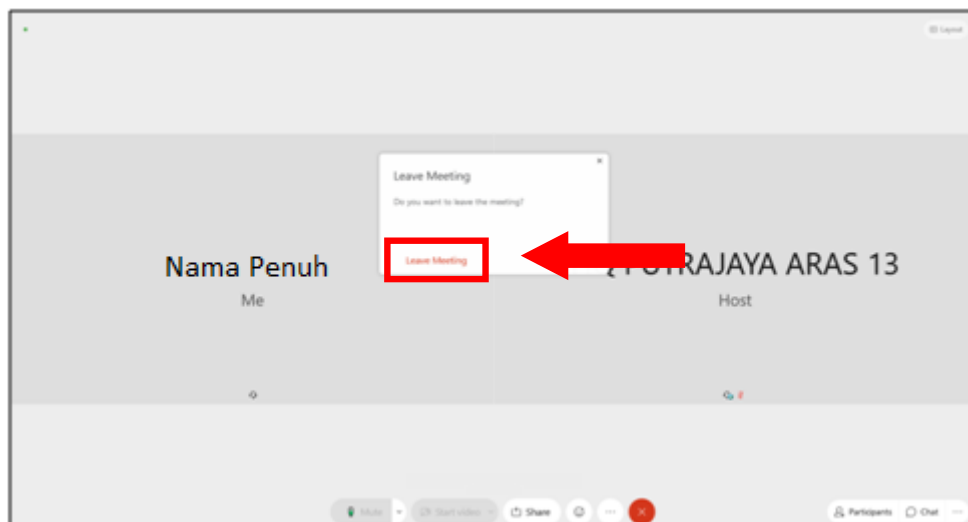 Layout
Leave Meeting
Do you want to leave the meeting?
Leave Meeting
Nama Penuh
Me
PUTRAJAYA ARAS 13
Host
Mute
Start video
Share
Participants
Chat